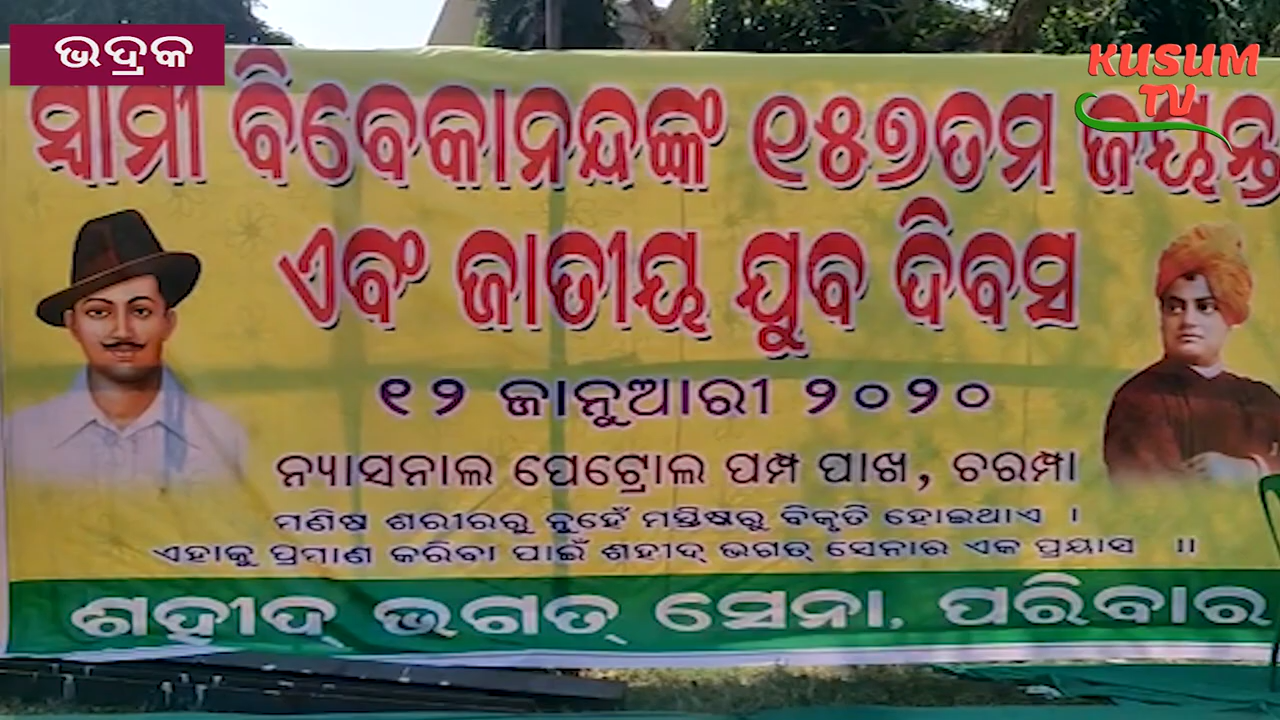 ଭଦ୍ରକ
KUSUM
TV
ସ୍ଵାମୀ ବିବେକାନନ୍ଦଙ୍କ ୧୫୭ତମ ଜୟନ୍ତ
ଏବଂ ଜାତୀୟ ଯୁବ ଦିବସ
୧୨ ଜାନୁଆରୀ ୨୦୨୦
ନ୍ୟାସନାଲ ପେଟ୍ରୋଲ ପମ୍ପ ପାଖ, ଚରମ୍ପା
ମଣିଷ ଶରୀରରୁ ନୁହେଁ ମସ୍ତିଷରୁ ବିକୃତି ହୋଇଥାଏ ।
ଏହାକୁ ପ୍ରମାଣ କରିବା ପାଇଁ ଶହୀଦ୍ ଭଗତ୍ ସେନାର ଏକ ପ୍ରୟାସ ॥
ଶହୀଦ୍ ଭଗତ୍ ସେନା, ପରିବାର